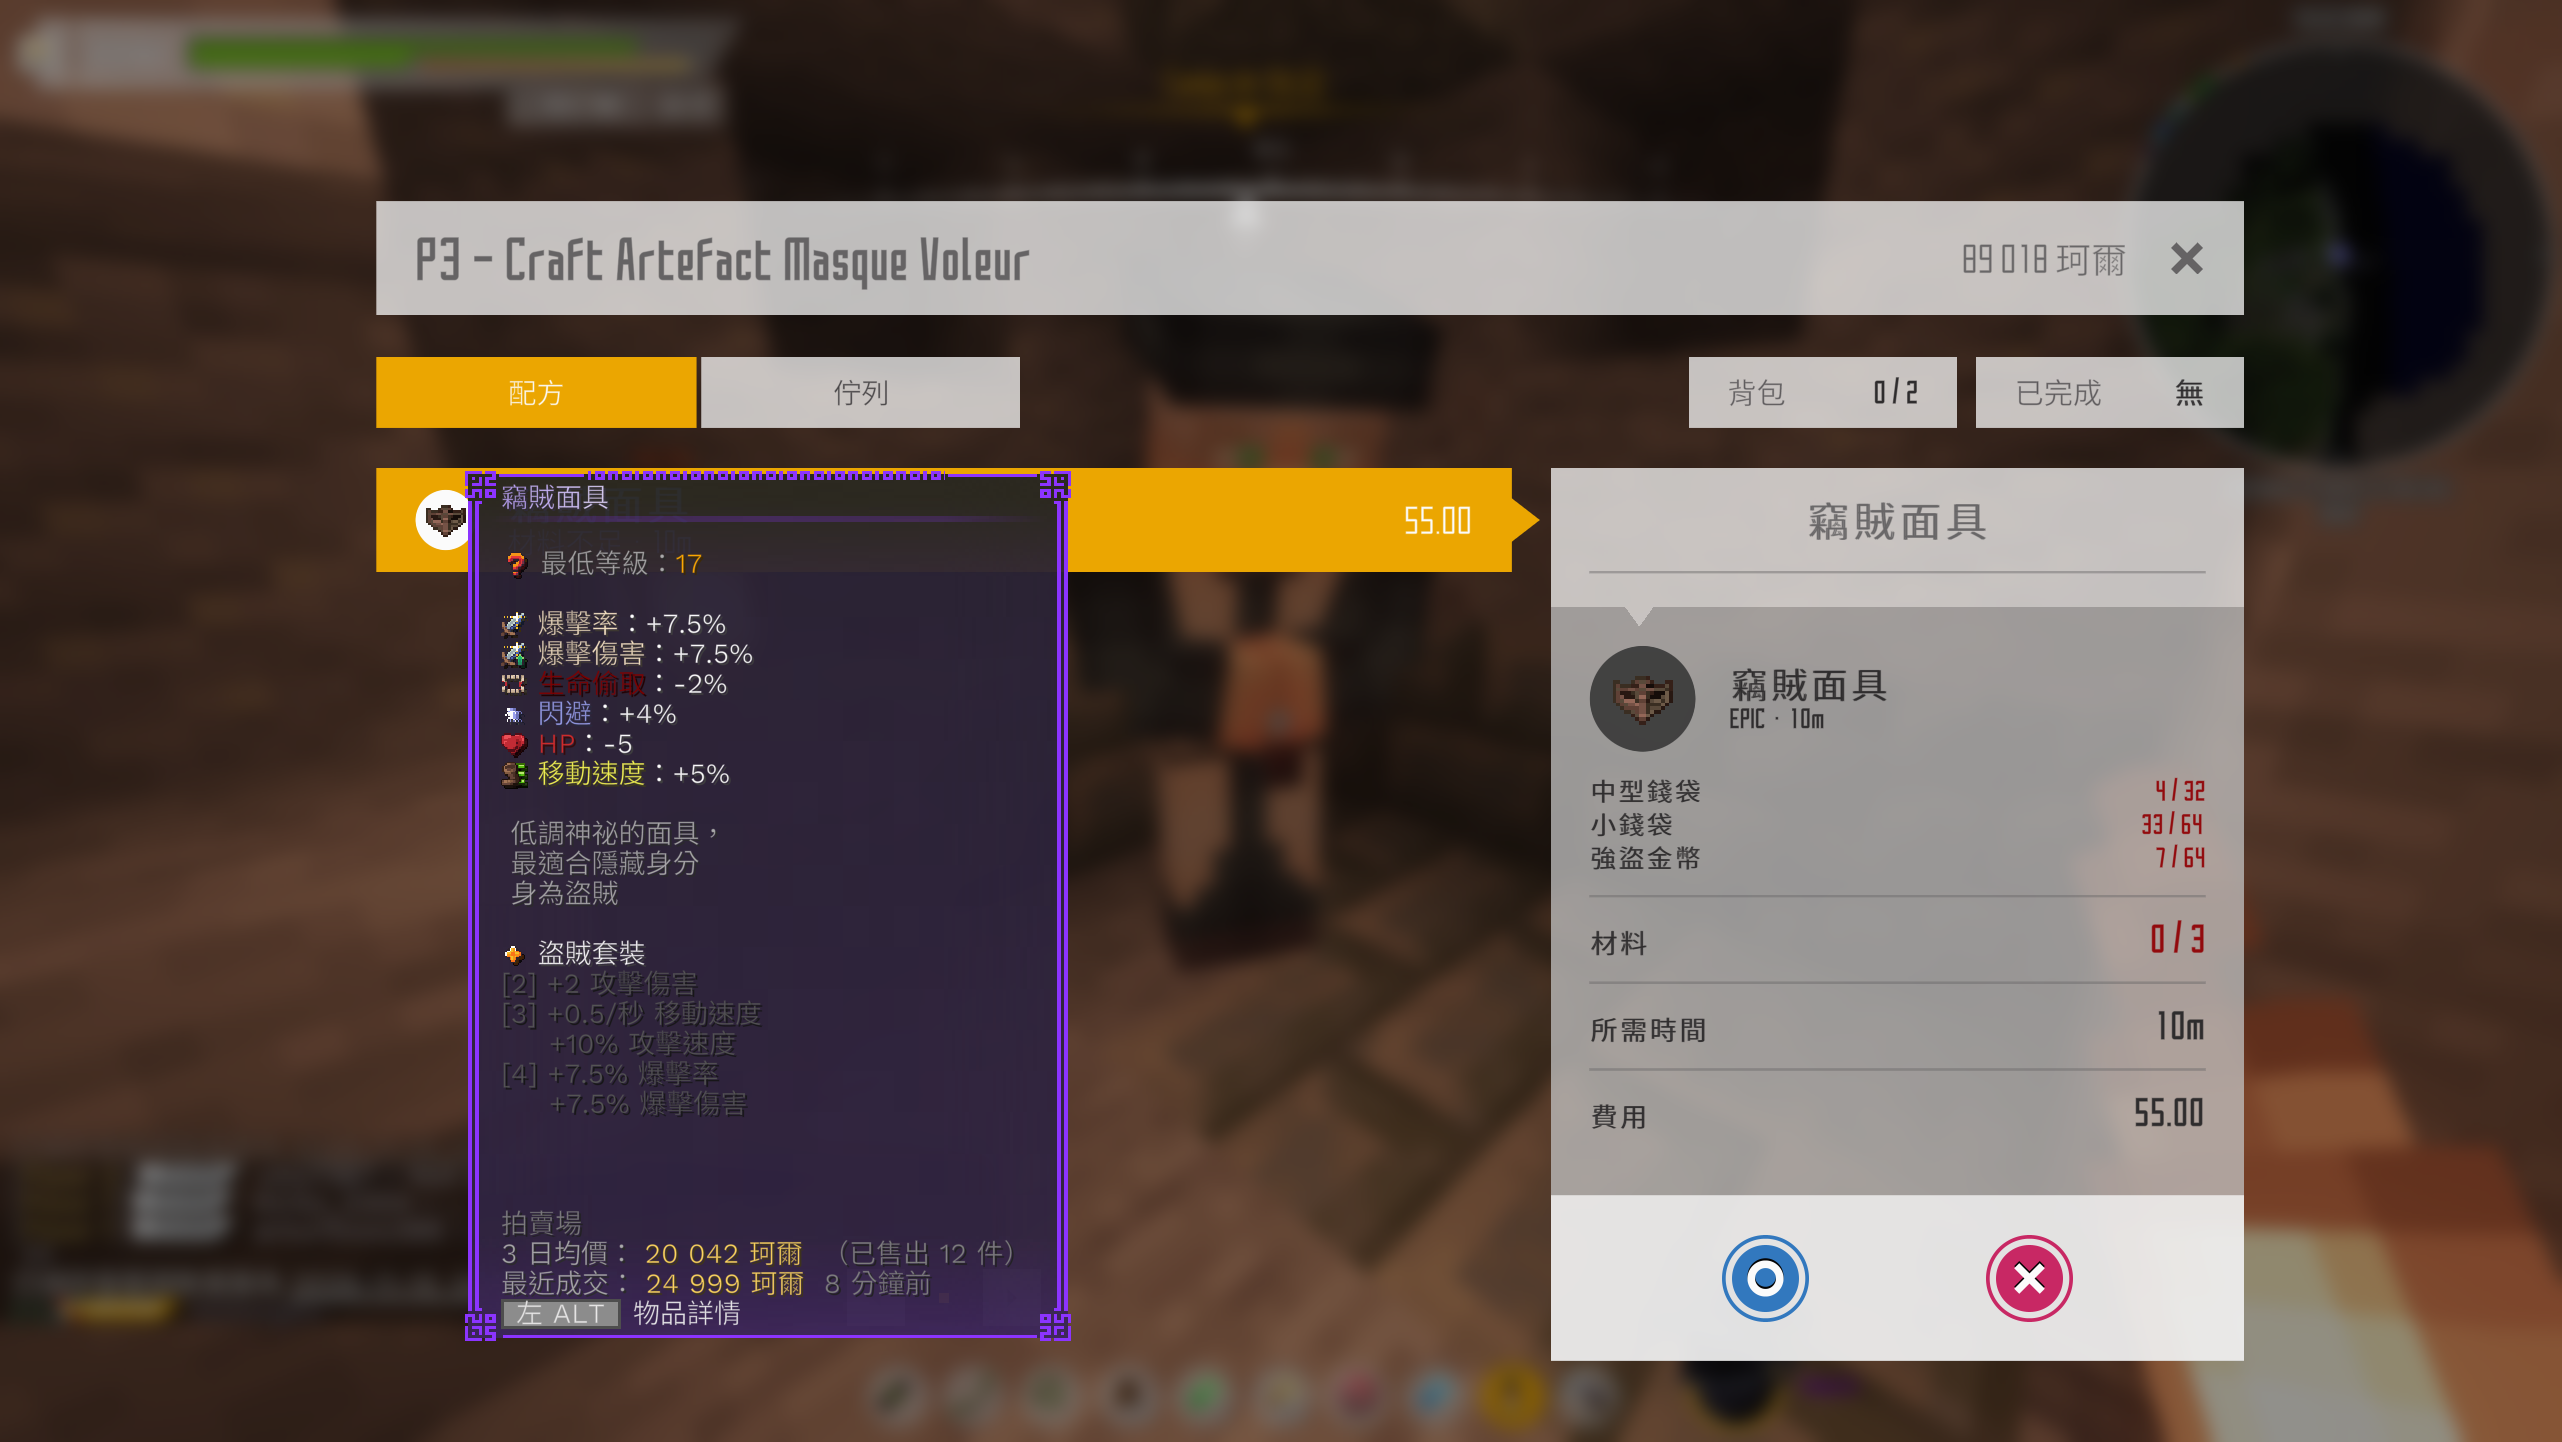 P3 - Craft Artefact Masque Voleur
89 018 珂爾
配方
佇列
背包 0/2
已完成 無
55.00
竊賊面具
最低等級：17
爆擊率：+7.5%
爆擊傷害：+7.5%
生命偷取：-2%
閃避：+4%
HP：-5
移動速度：+5%
低調神祕的面具，
最適合隱藏身分
身為盜賊
盜賊套裝
[2] +2 攻擊傷害
[3] +0.5/秒 移動速度
+10% 攻擊速度
[4] +7.5% 爆擊率
+7.5% 爆擊傷害
拍賣場
3 日均價： 20 042 珂爾 （已售出 12 件）
最近成交： 24 999 珂爾 8 分鐘前
左 ALT 物品詳情
竊賊面具
竊賊面具
EPIC · 10m
中型錢袋 4/32
小錢袋 33/64
強盜金幣 7/64
材料 0/3
所需時間 10m
費用 55.00